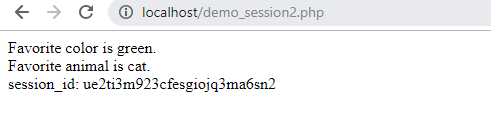 localhost/demo_session2.php
Favorite color is green.
Favorite animal is cat.
session_id: ue2ti3m923cfesgiojq3ma6sn2